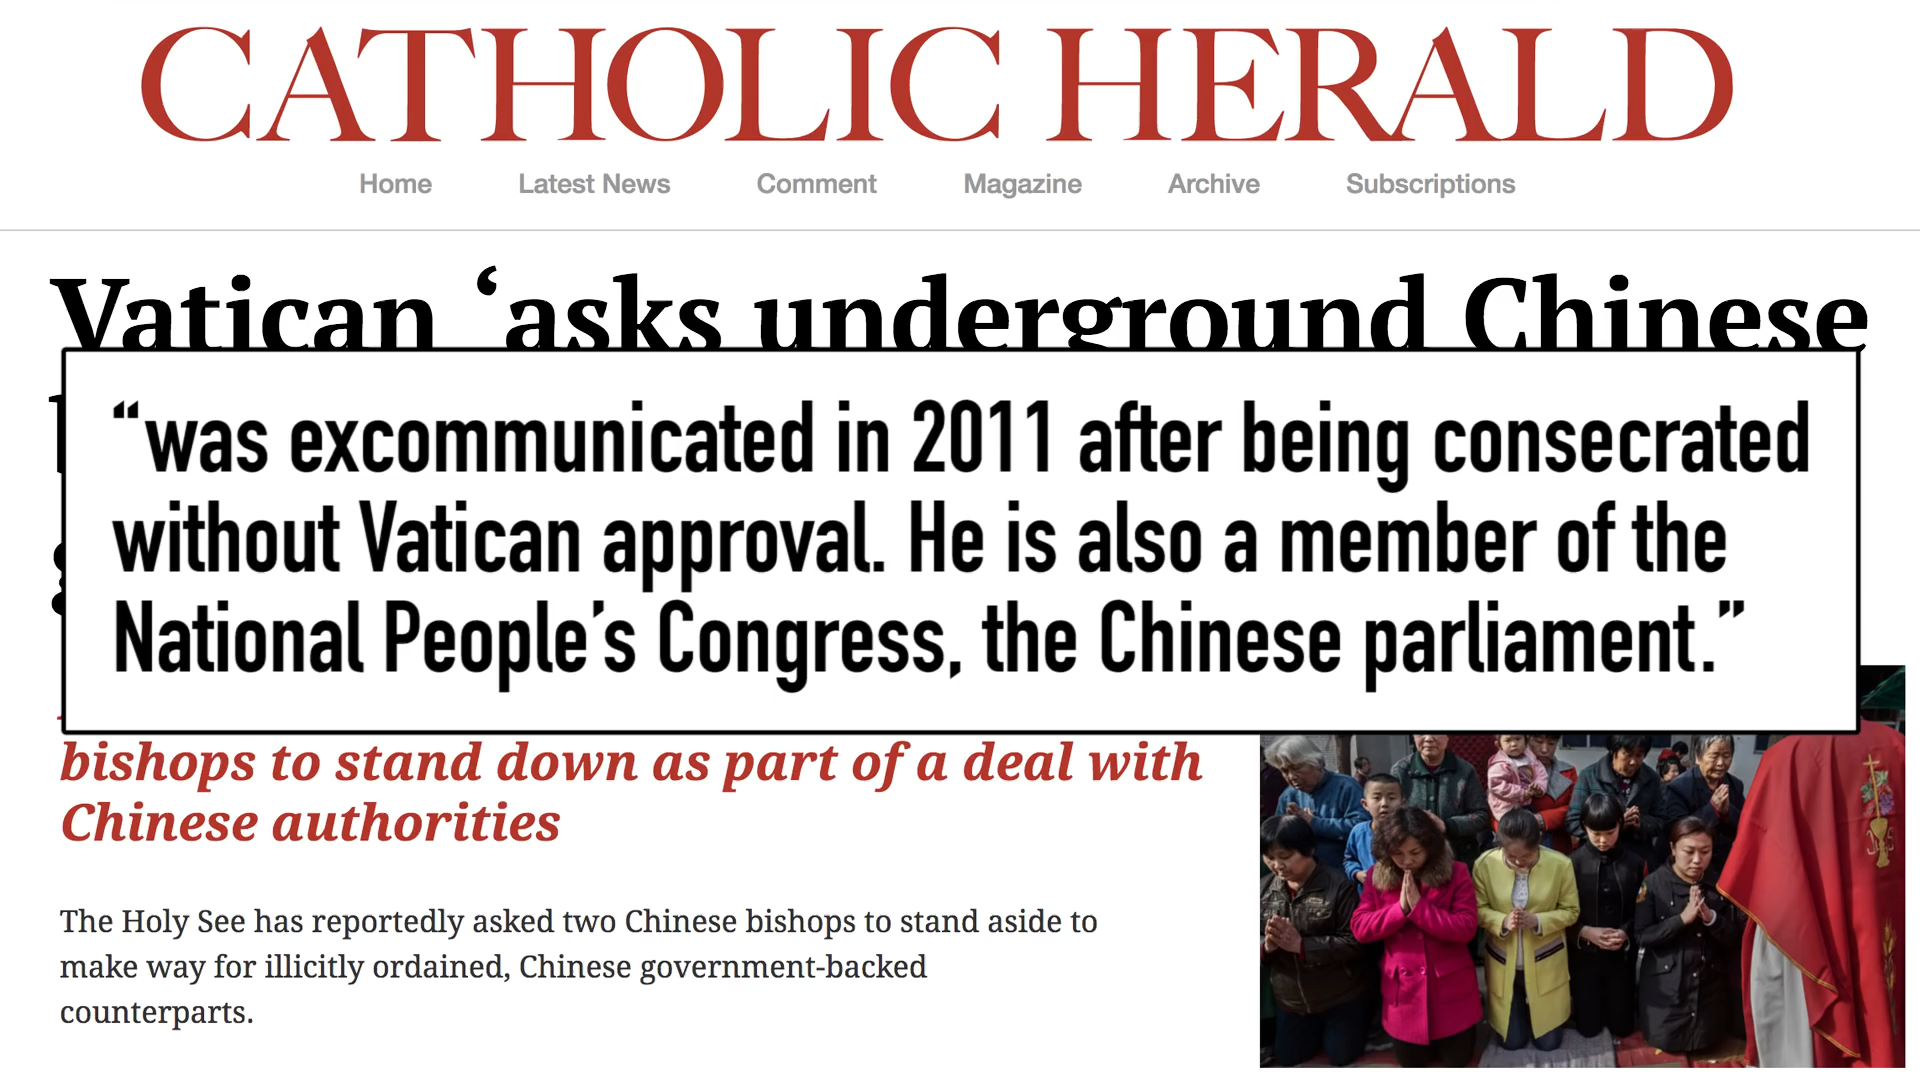 CATHOLIC HERALD
Home Latest News Comment Magazine Archive Subscriptions
Vatican ‘asks underground Chinese
“was excommunicated in 2011 after being consecrated
without Vatican approval. He is also a member of the
National People’s Congress, the Chinese parliament.”
bishops to stand down as part of a deal with
Chinese authorities
The Holy See has reportedly asked two Chinese bishops to stand aside to
make way for illicitly ordained, Chinese government-backed
counterparts.